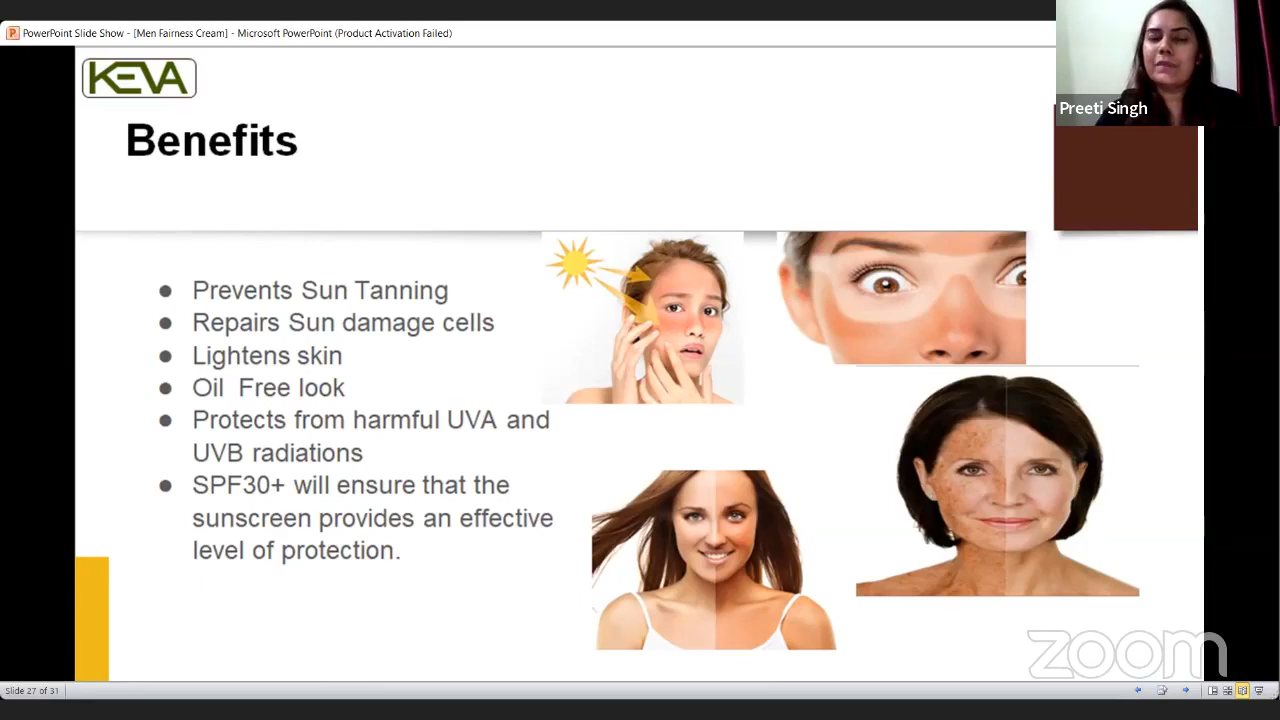 PowerPoint Slide Show - [Men Fairness Cream] - Microsoft PowerPoint (Product Activation Failed)
KEVA
Preeti Singh
Benefits
● Prevents Sun Tanning
● Repairs Sun damage cells
● Lightens skin
● Oil Free look
● Protects from harmful UVA and
UVB radiations
● SPF30+ will ensure that the
sunscreen provides an effective
level of protection.
zoom
Slide 27 of 31